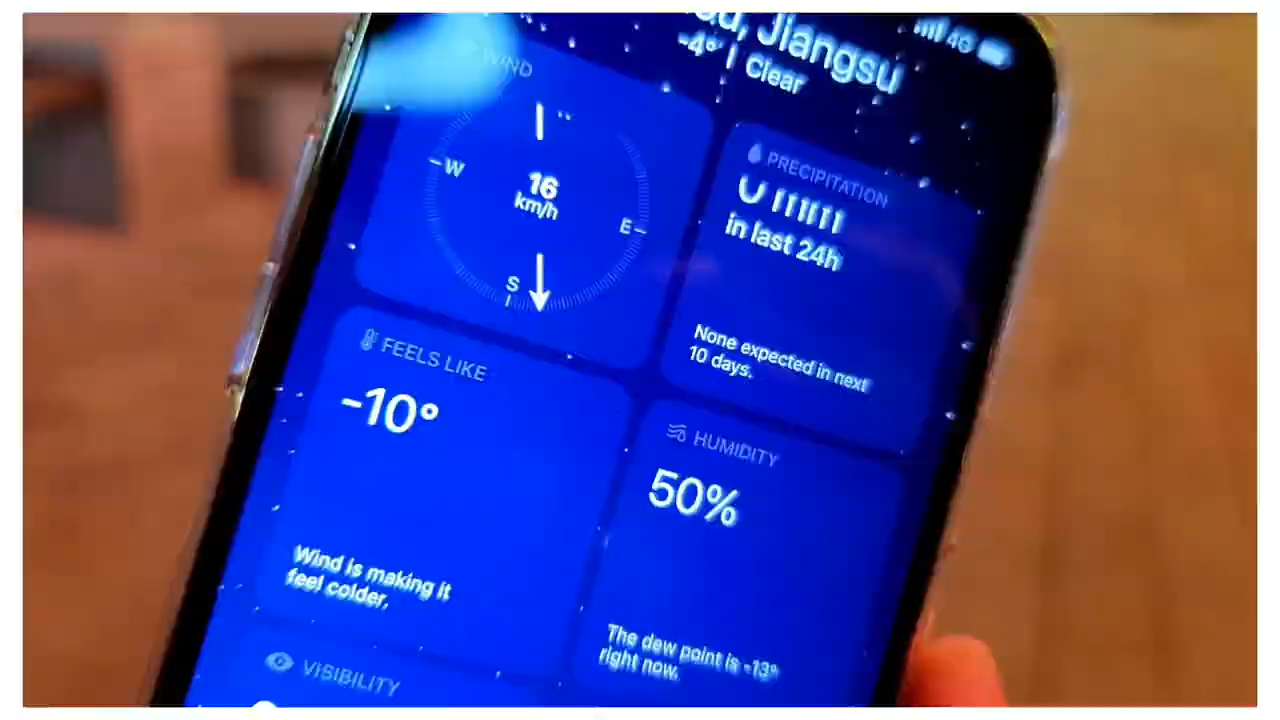 Jiangsu
4G
-4° | Clear
WIND
W
16
km/h
E
S
PRECIPITATION
in last 24h
None expected in next
10 days.
FEELS LIKE
-10°
Wind is making it
feel colder.
HUMIDITY
50%
The dew point is -13°
right now.
VISIBILITY